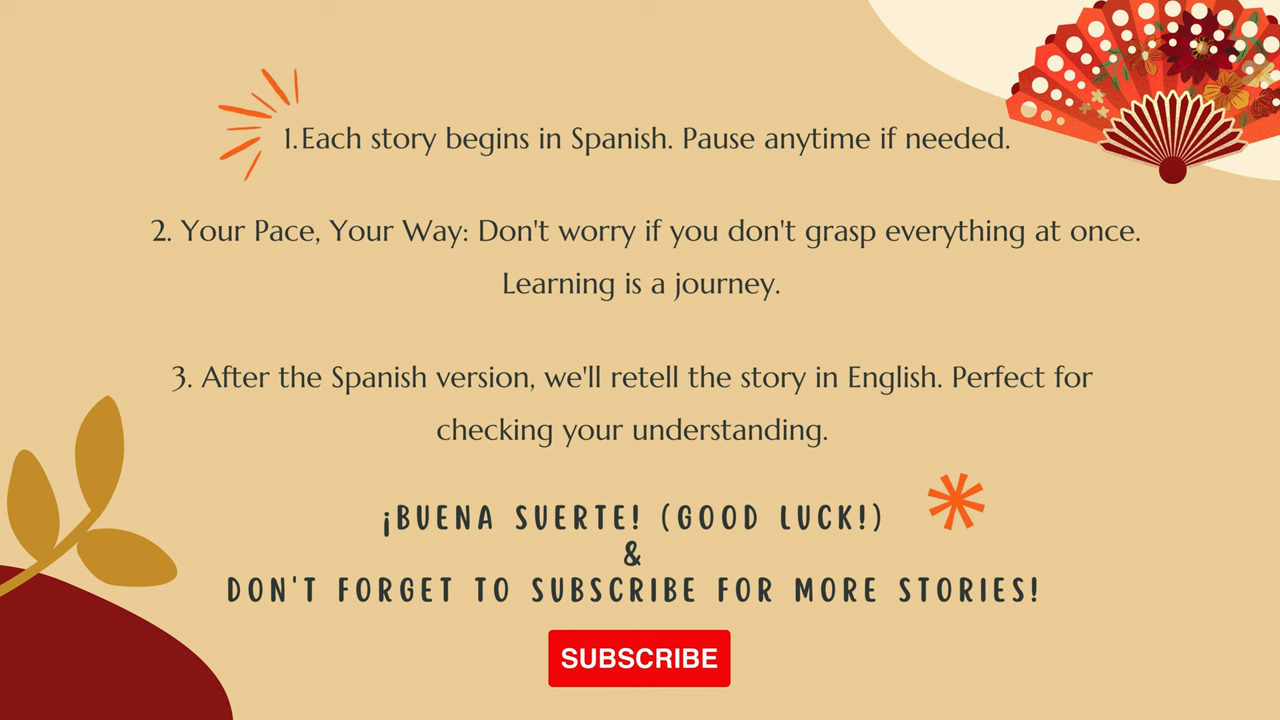 1. Each story begins in Spanish. Pause anytime if needed.
2. Your Pace, Your Way: Don't worry if you don't grasp everything at once.
Learning is a journey.
3. After the Spanish version, we'll retell the story in English. Perfect for
checking your understanding.
¡BUENA SUERTE! (GOOD LUCK!)
&
DON'T FORGET TO SUBSCRIBE FOR MORE STORIES!
SUBSCRIBE